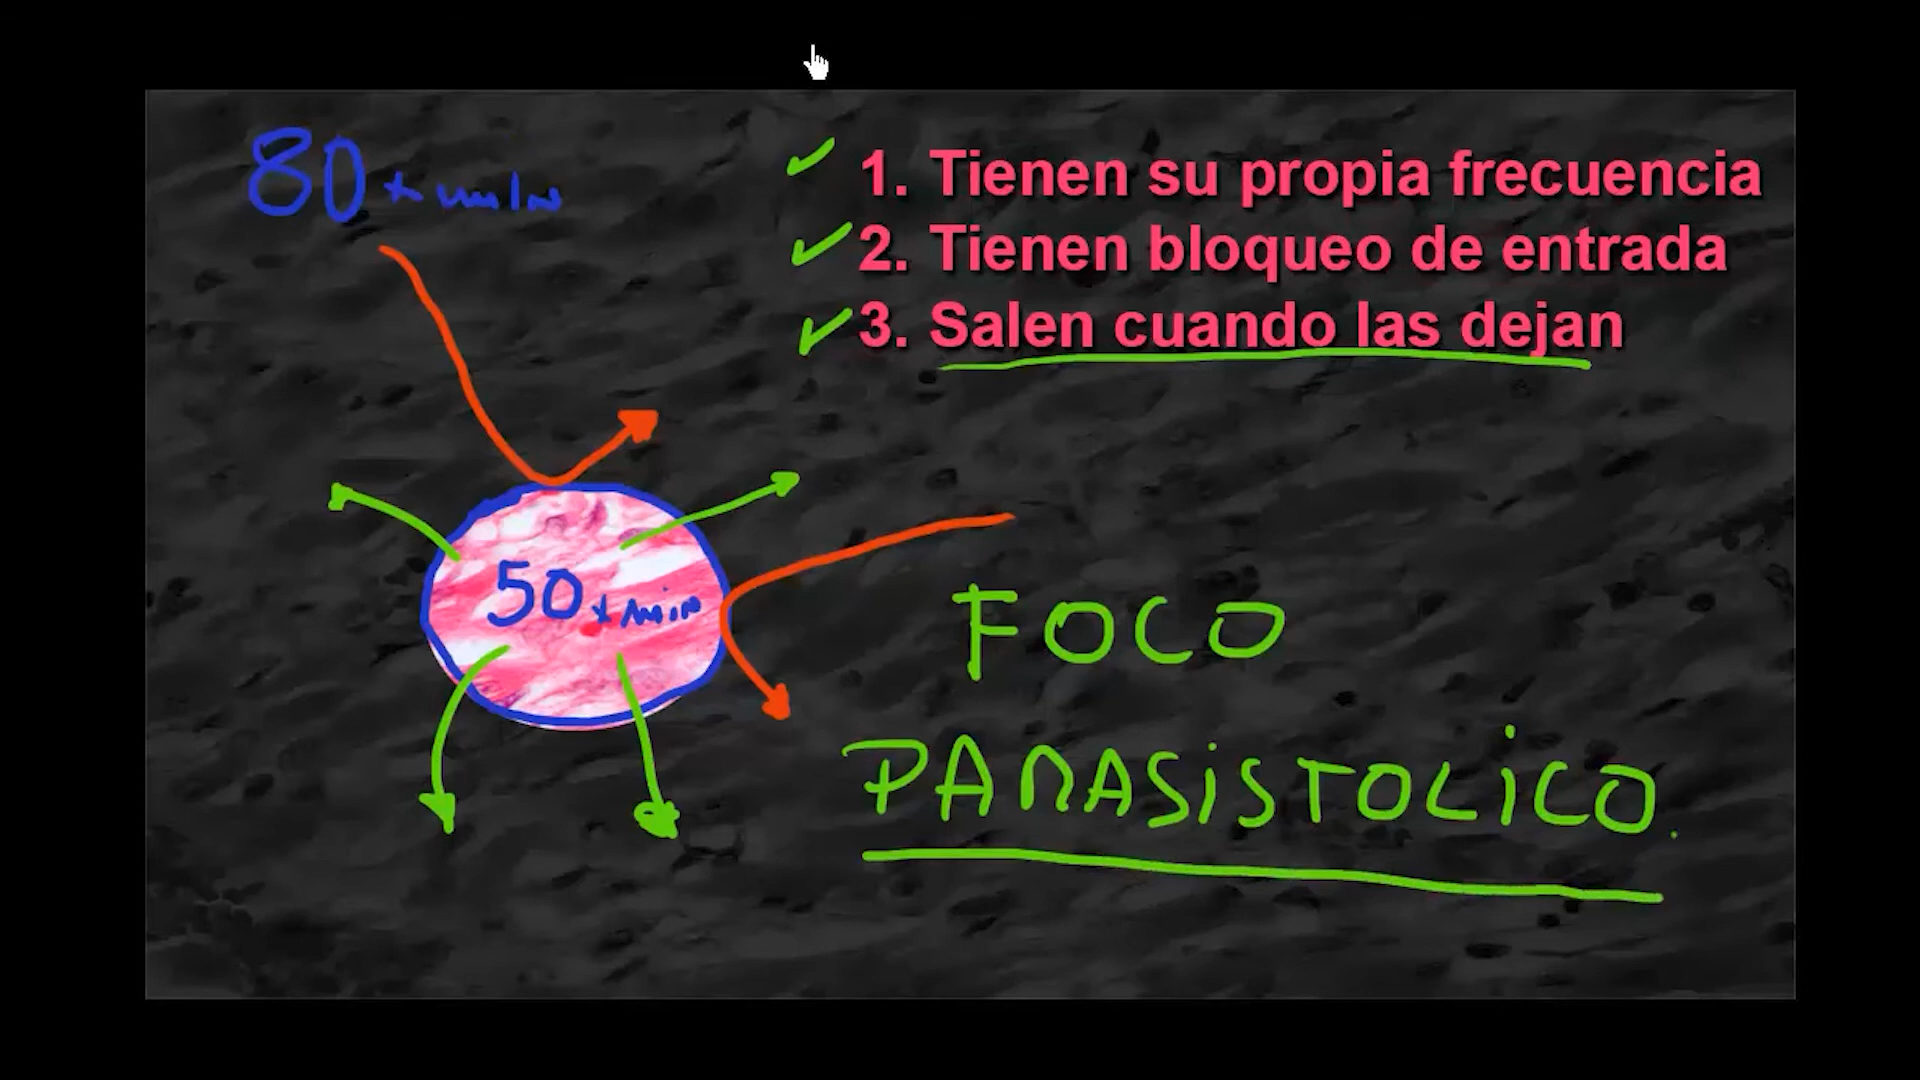 80 x min
1. Tienen su propia frecuencia
2. Tienen bloqueo de entrada
3. Salen cuando las dejan
50 x min
FOCO
PARASiSTOLiCO.